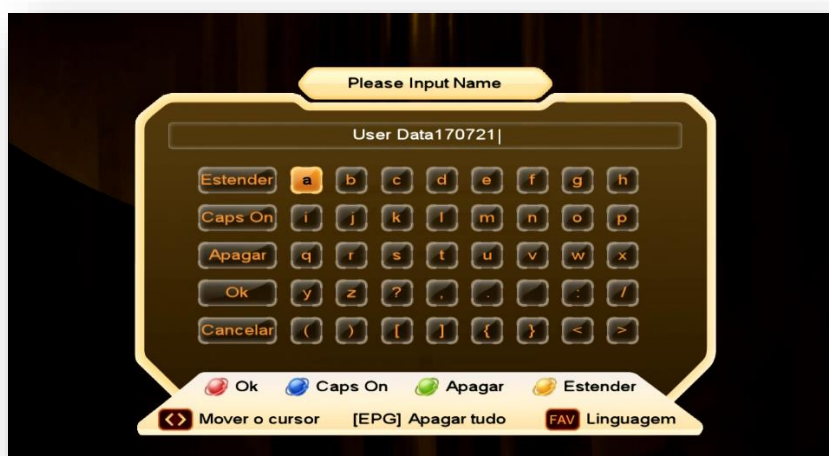 Please Input Name
User Data170721|
Estender a b c d e f g h
Caps On i j k l m n o p
Apagar q r s t u v w x
Ok y z ? , . : /
Cancelar ( ) [ ] { } < >
Ok Caps On Apagar Estender
<> Mover o cursor [EPG] Apagar tudo FAV Linguagem